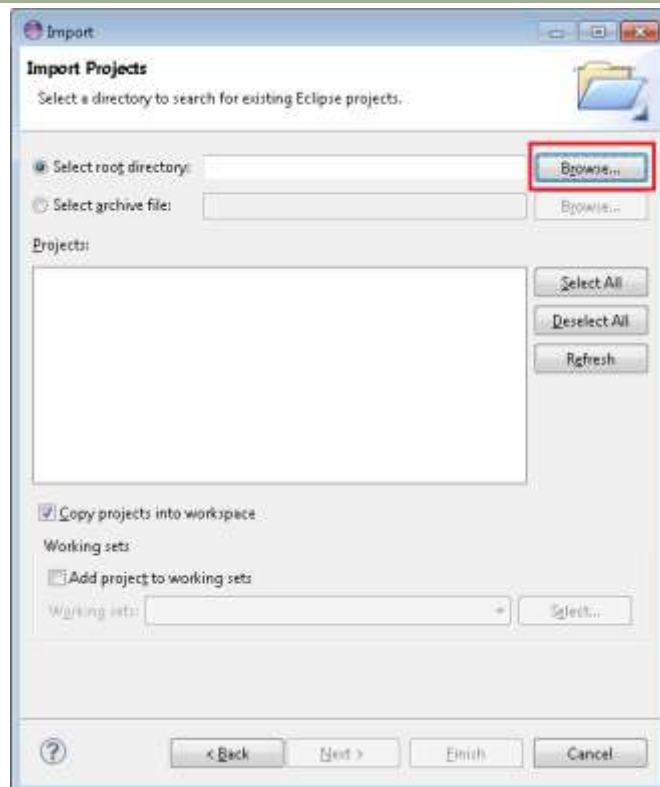 Import
Import Projects
Select a directory to search for existing Eclipse projects.
Select root directory:
Browse...
Select archive file:
Browse...
Projects:
Select All
Deselect All
Refresh
Copy projects into workspace
Working sets
Add project to working sets
Working sets:
Select...
?
< Back
Next >
Finish
Cancel